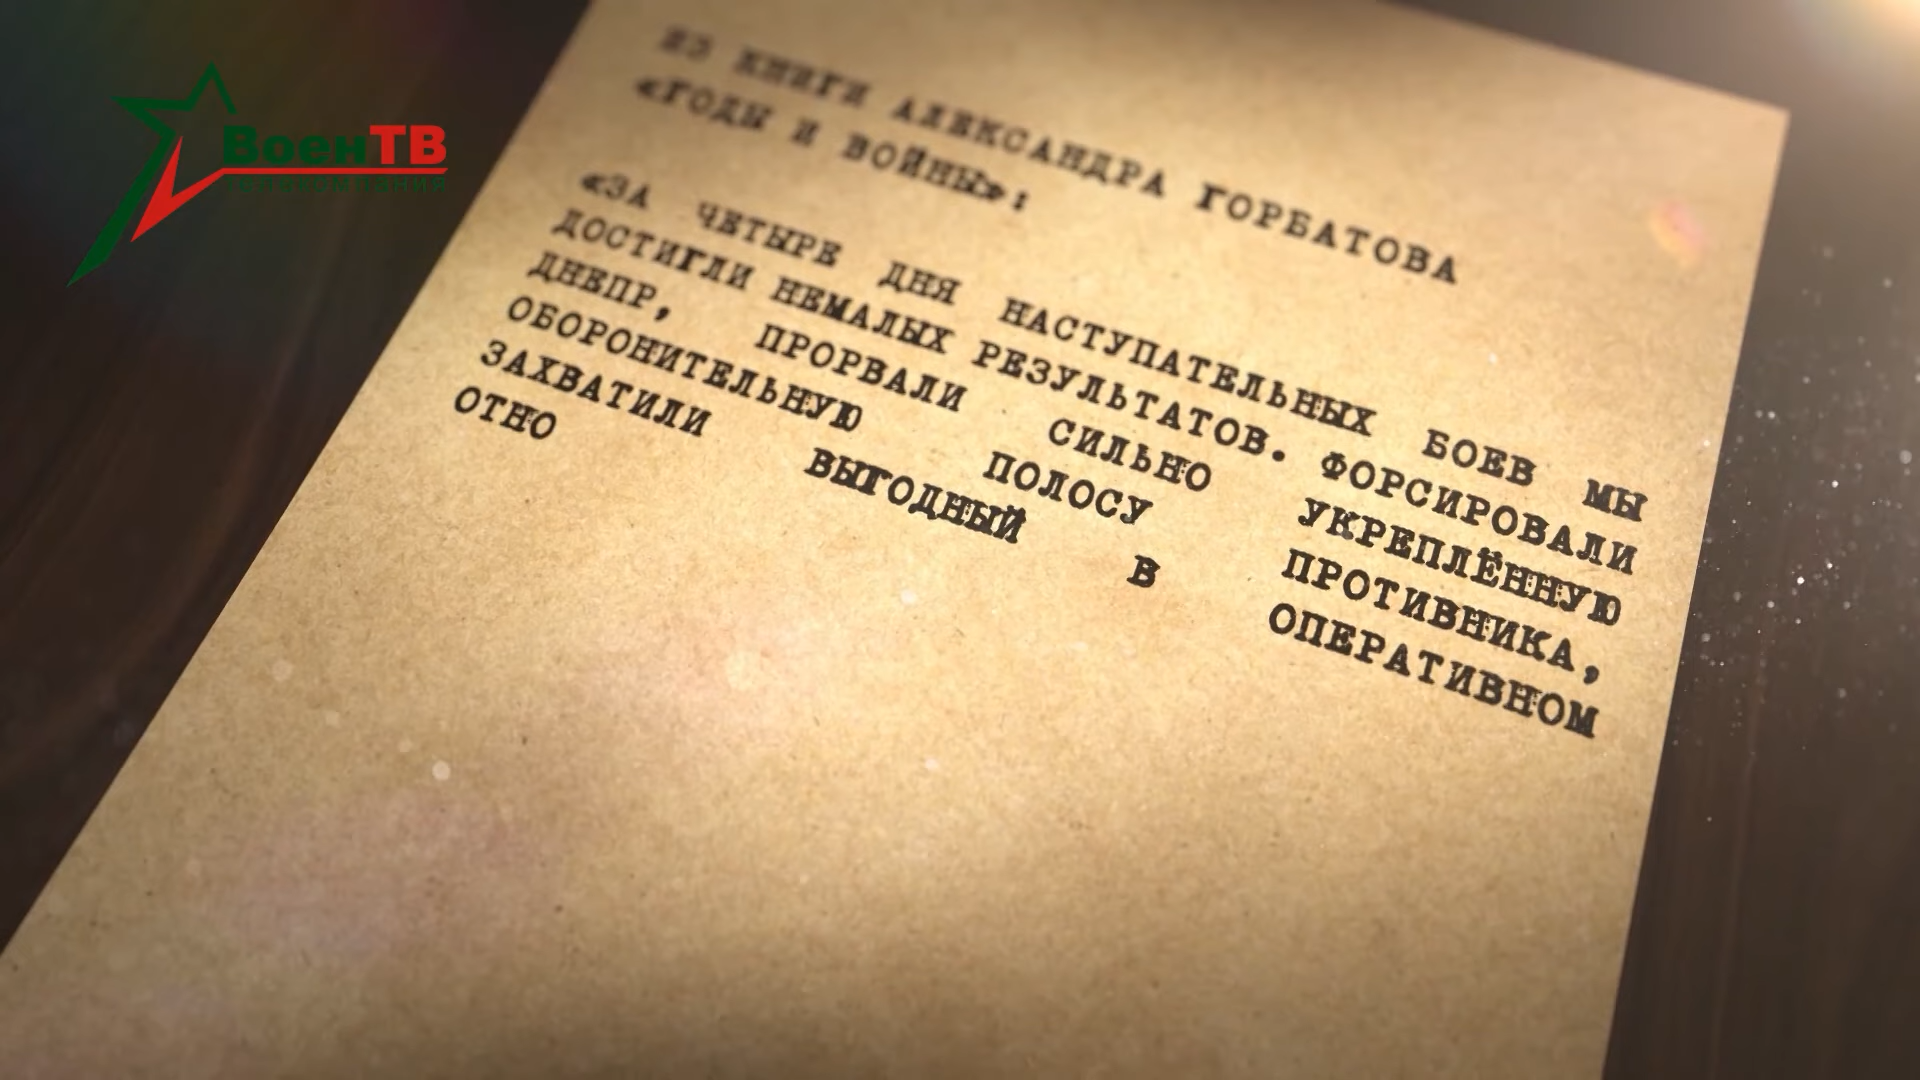 ВоенТВ
телекомпания
ИЗ КНИГИ АЛЕКСАНДРА ГОРБАТОВА
«ГОДЫ И ВОЙНЫ»:
«ЗА ЧЕТЫРЕ ДНЯ НАСТУПАТЕЛЬНЫХ БОЕВ МЫ
ДОСТИГЛИ НЕМАЛЫХ РЕЗУЛЬТАТОВ. ФОРСИРОВАЛИ
ДНЕПР, ПРОРВАЛИ СИЛЬНО УКРЕПЛЁННУЮ
ОБОРОНИТЕЛЬНУЮ ПОЛОСУ ПРОТИВНИКА,
ЗАХВАТИЛИ ВЫГОДНЫЙ В ОПЕРАТИВНОМ
ОТНО